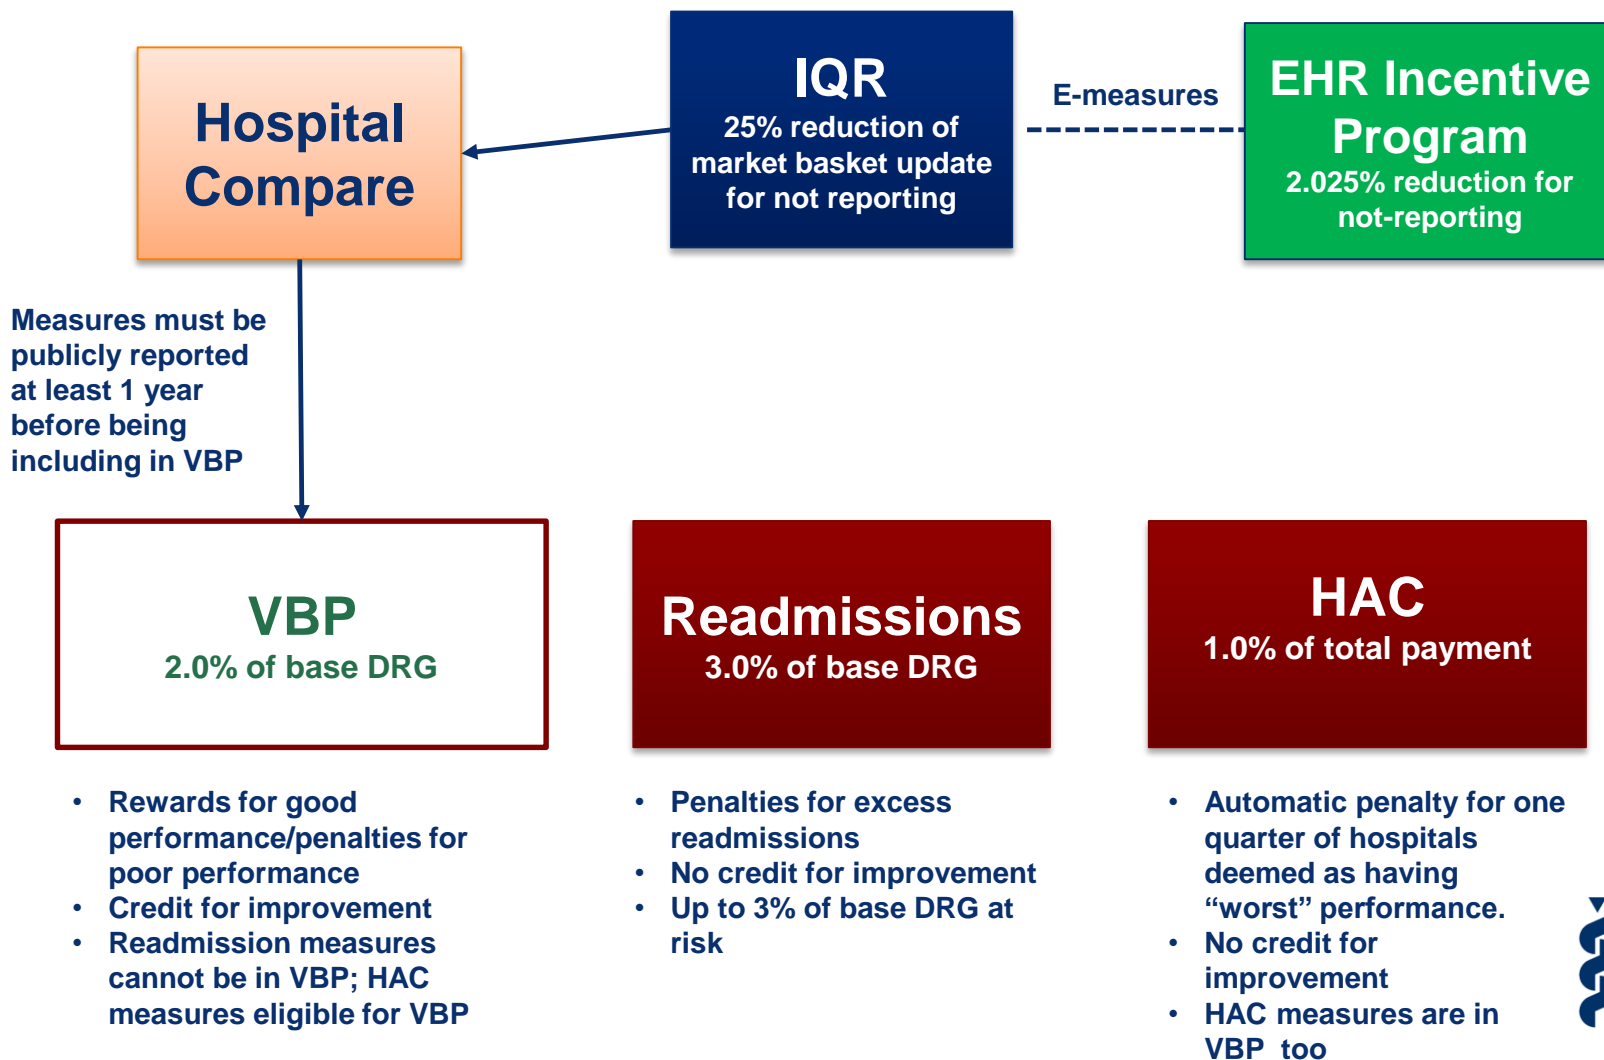 Hospital
Compare
IQR
25% reduction of
market basket update
for not reporting
E-measures
EHR Incentive
Program
2.025% reduction for
not-reporting
Measures must be
publicly reported
at least 1 year
before being
including in VBP
VBP
2.0% of base DRG
Readmissions
3.0% of base DRG
HAC
1.0% of total payment
• Rewards for good
performance/penalties for
poor performance
• Credit for improvement
• Readmission measures
cannot be in VBP; HAC
measures eligible for VBP
• Penalties for excess
readmissions
• No credit for improvement
• Up to 3% of base DRG at
risk
• Automatic penalty for one
quarter of hospitals
deemed as having
“worst” performance.
• No credit for
improvement
• HAC measures are in
VBP too